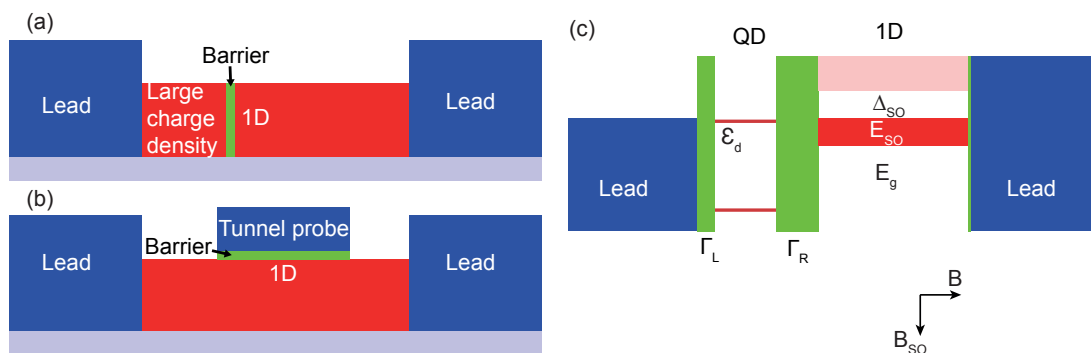 (a)
Barrier
Lead
Large
charge
density
1D
Lead
(b)
Tunnel probe
Lead
Barrier
1D
Lead
(c)
QD
1D
Δ_SO
ε_d
E_SO
E_g
Lead
Lead
Γ_L
Γ_R
B
B_SO